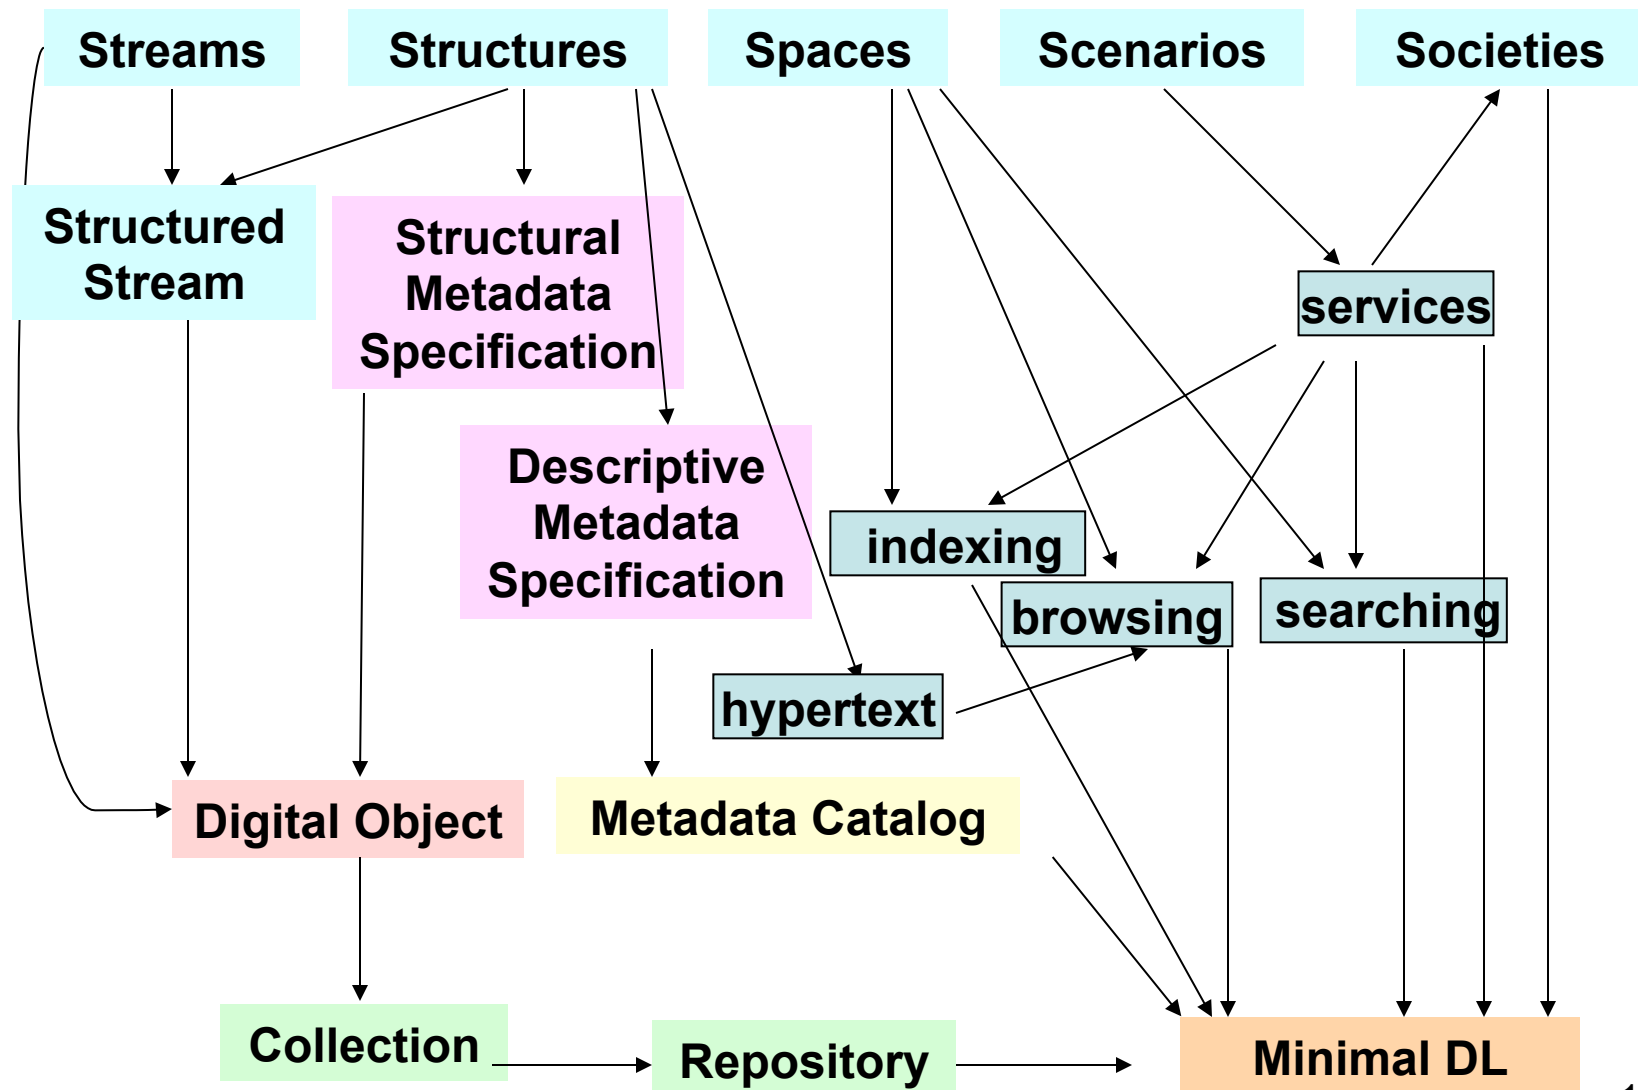 Streams
Structures
Spaces
Scenarios
Societies
Structured
Stream
Structural
Metadata
Specification
services
Descriptive
Metadata
Specification
indexing
browsing
searching
hypertext
Digital Object
Metadata Catalog
Collection
Repository
Minimal DL